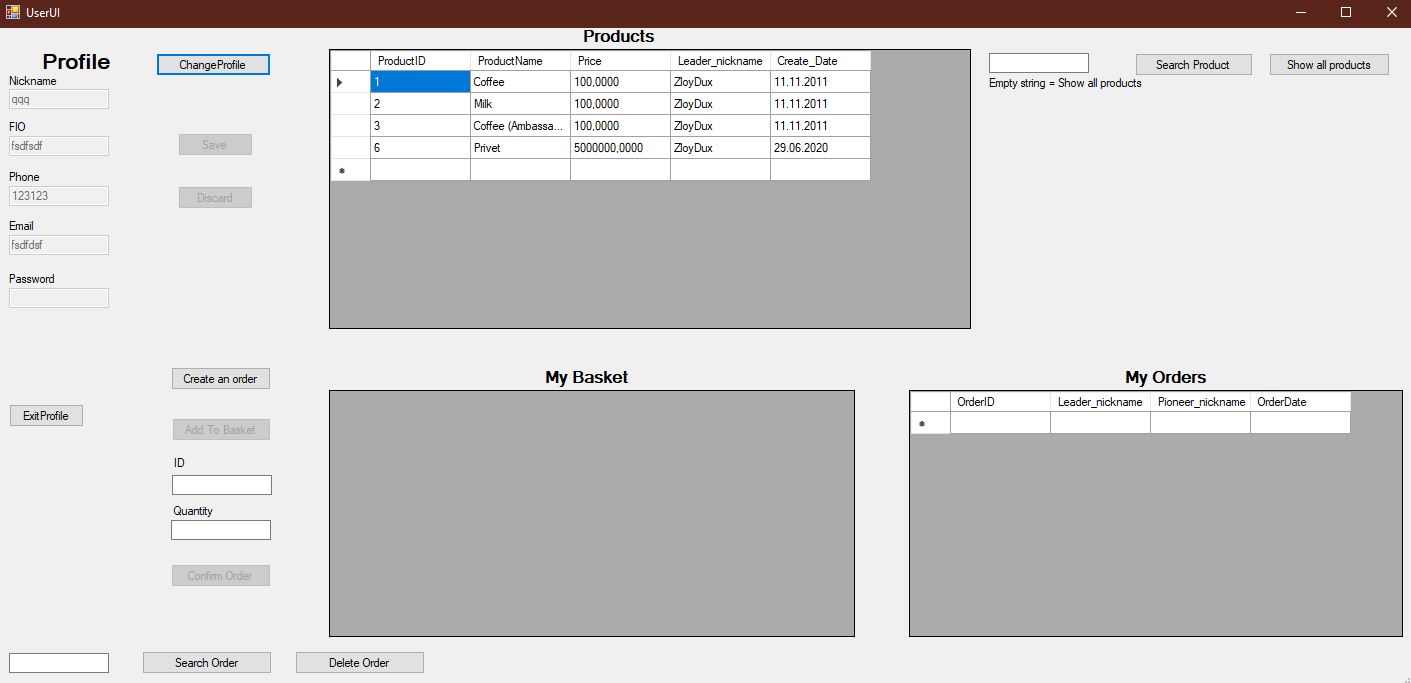 UserUI
Products
Profile
ChangeProfile
Nickname
qqq
FIO
fsdfsdf
Save
Phone
123123
Discard
Email
fsdfdsf
Password
ProductID ProductName Price Leader_nickname Create_Date
1 Coffee 100,0000 ZloyDux 11.11.2011
2 Milk 100,0000 ZloyDux 11.11.2011
3 Coffee (Ambassa... 100,0000 ZloyDux 11.11.2011
6 Privet 5000000,0000 ZloyDux 29.06.2020
*
Search Product Show all products
Empty string = Show all products
Create an order
ExitProfile
Add To Basket
ID
Quantity
Confirm Order
My Basket
My Orders
OrderID Leader_nickname Pioneer_nickname OrderDate
*
Search Order Delete Order